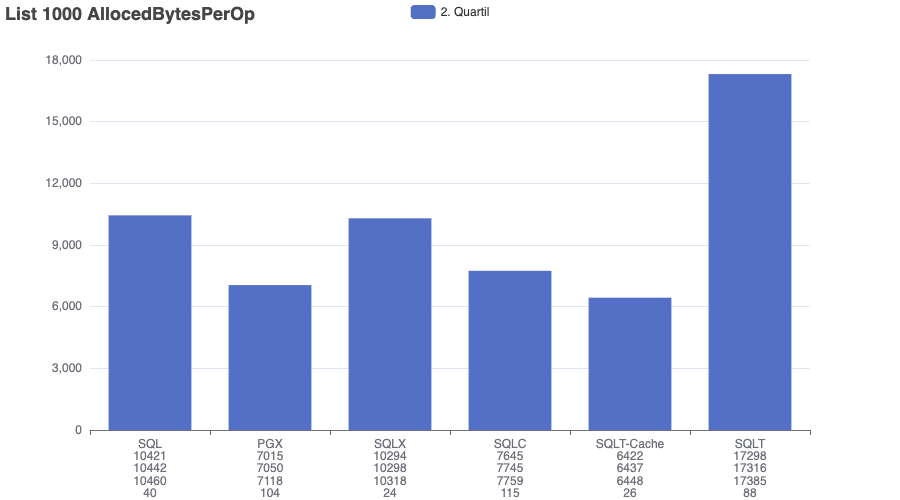 List 1000 AllocedBytesPerOp
2. Quartil
18,000
15,000
12,000
9,000
6,000
3,000
0
SQL PGX SQLX SQLC SQLT-Cache SQLT
10421 7015 10294 7645 6422 17298
10442 7050 10298 7745 6437 17316
10460 7118 10318 7759 6448 17385
40 104 24 115 26 88